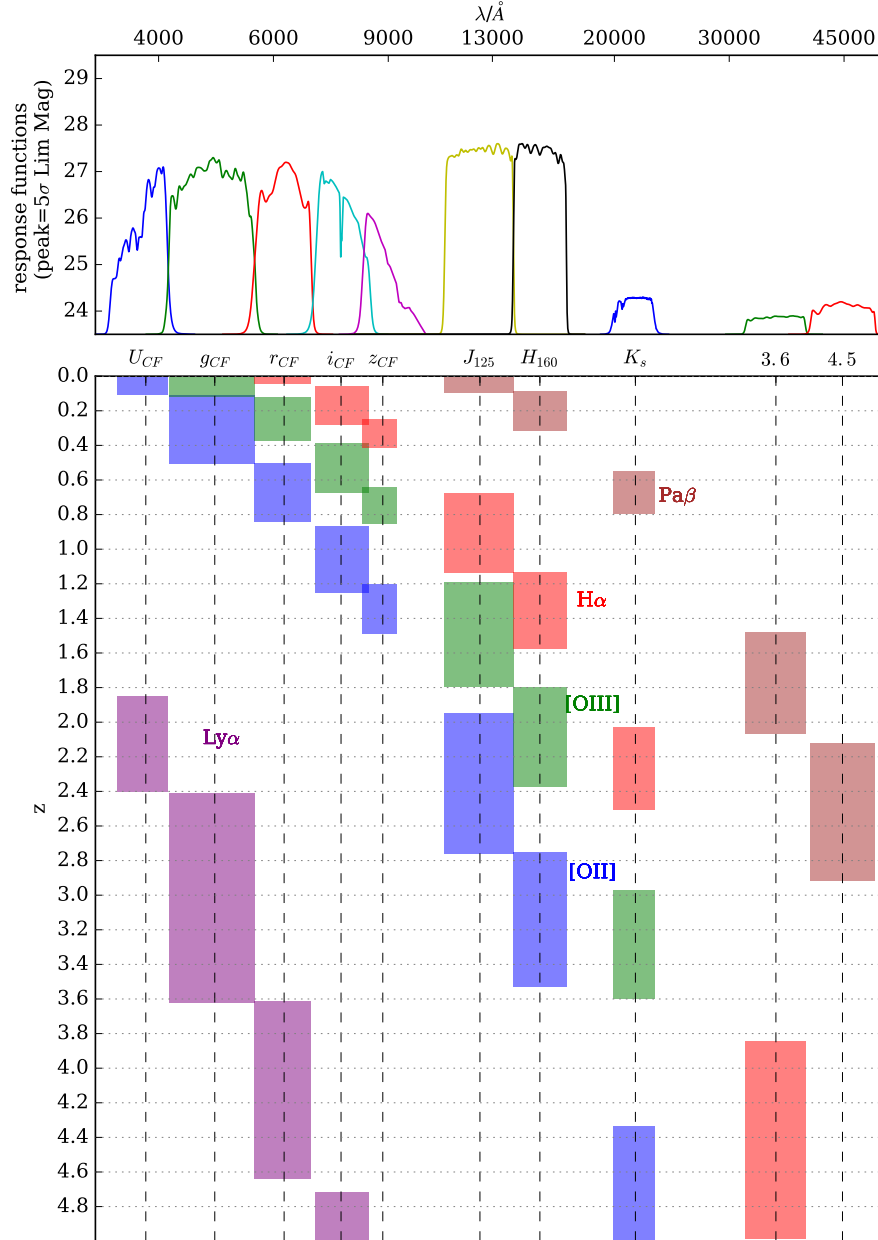 λ/Å
4000 6000 9000 13000 20000 30000 45000
response functions
(peak=5σ Lim Mag)
29
28
27
26
25
24
U_CF g_CF r_CF i_CF z_CF J_125 H_160 K_s 3.6 4.5
z
0.0
0.2
0.4
0.6
Paβ
0.8
1.0
1.2
Hα
1.4
1.6
1.8
[OIII]
2.0
Lyα
2.2
2.4
2.6
2.8
[OII]
3.0
3.2
3.4
3.6
3.8
4.0
4.2
4.4
4.6
4.8